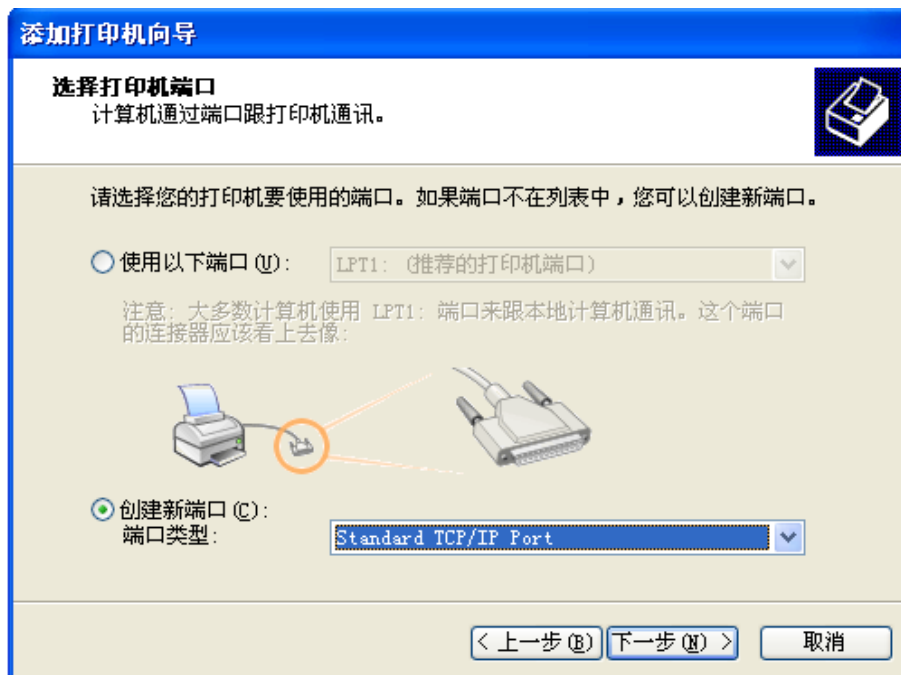 添加打印机向导
选择打印机端口
计算机通过端口跟打印机通讯。
请选择您的打印机要使用的端口。如果端口不在列表中，您可以创建新端口。
使用以下端口(U): LPT1: (推荐的打印机端口)
注意: 大多数计算机使用 LPT1: 端口来跟本地计算机通讯。这个端口
的连接器应该看上去像:
创建新端口(C):
端口类型: Standard TCP/IP Port
< 上一步(B) 下一步(N) > 取消